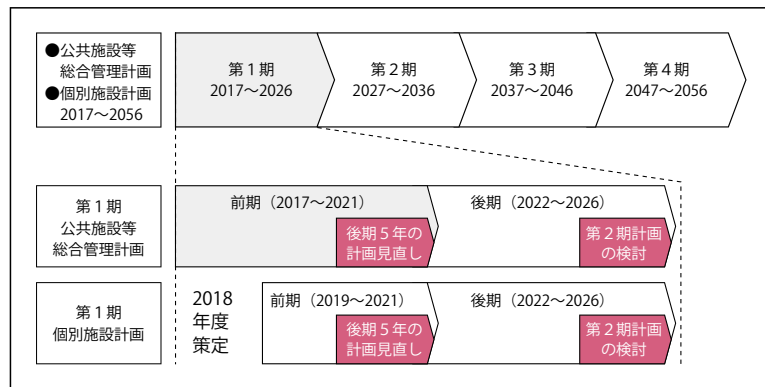 ●公共施設等
総合管理計画
●個別施設計画
2017〜2056
第１期
2017〜2026
第２期
2027〜2036
第３期
2037〜2046
第４期
2047〜2056
第１期
公共施設等
総合管理計画
前期（2017〜2021）
後期５年の
計画見直し
後期（2022〜2026）
第２期計画
の検討
第１期
個別施設計画
2018
年度
策定
前期（2019〜2021）
後期５年の
計画見直し
後期（2022〜2026）
第２期計画
の検討